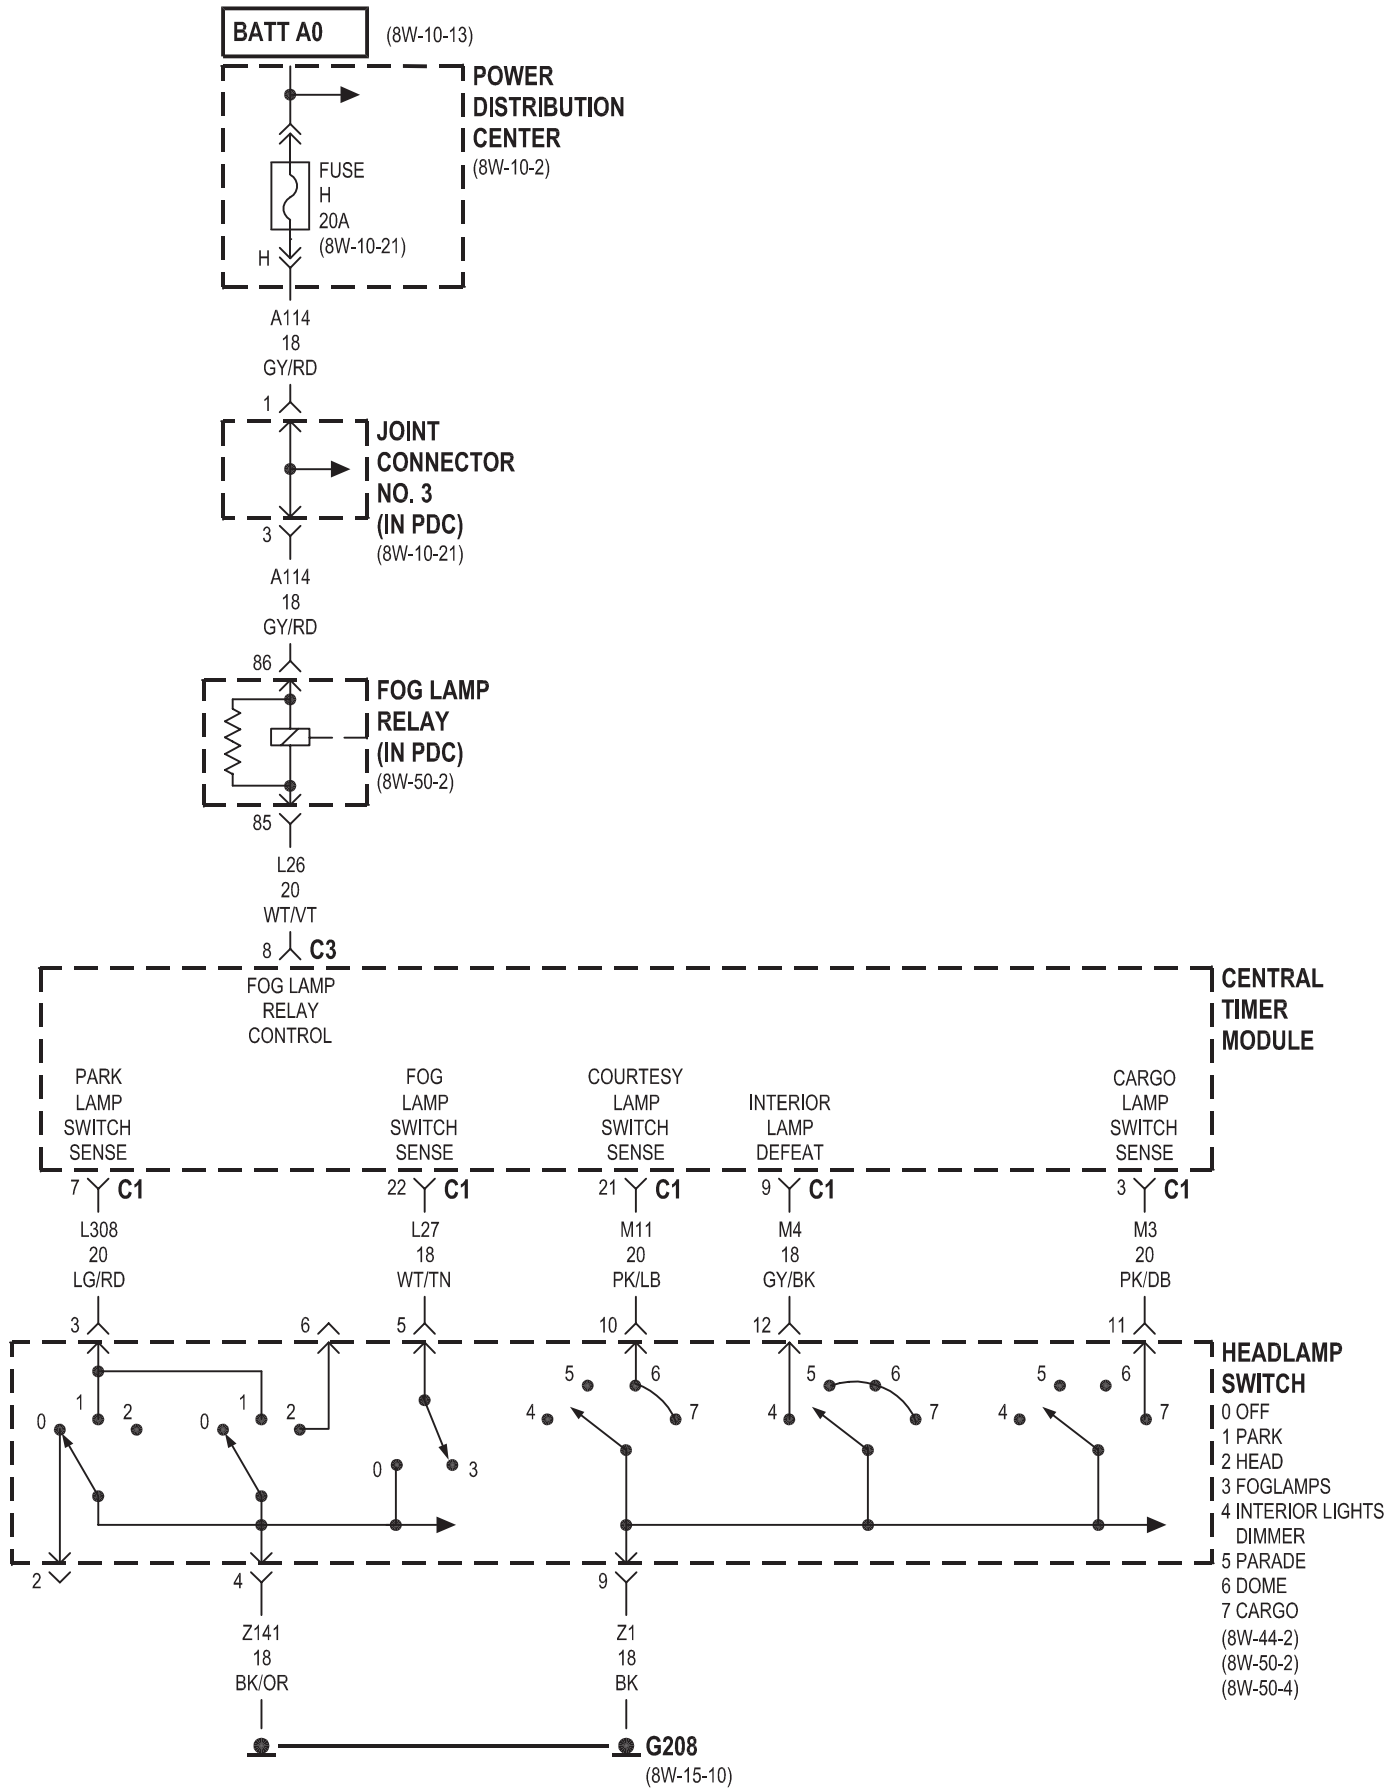 BATT A0
(8W-10-13)
POWER
DISTRIBUTION
CENTER
(8W-10-2)
FUSE
H
20A
(8W-10-21)
H
A114
18
GY/RD
1
JOINT
CONNECTOR
NO. 3
(IN PDC)
(8W-10-21)
3
A114
18
GY/RD
86
FOG LAMP
RELAY
(IN PDC)
(8W-50-2)
85
L26
20
WT/VT
8
C3
FOG LAMP
RELAY
CONTROL
CENTRAL
TIMER
MODULE
PARK
LAMP
SWITCH
SENSE
FOG
LAMP
SWITCH
SENSE
COURTESY
LAMP
SWITCH
SENSE
INTERIOR
LAMP
DEFEAT
CARGO
LAMP
SWITCH
SENSE
7 C1
22 C1
21 C1
9 C1
3 C1
L308
20
LG/RD
L27
18
WT/TN
M11
20
PK/LB
M4
18
GY/BK
M3
20
PK/DB
3
6
5
10
12
11
0 1 2
0 1 2
0 3
4 5 6 7
4 5 6 7
4 5 6 7
HEADLAMP
SWITCH
0 OFF
1 PARK
2 HEAD
3 FOGLAMPS
4 INTERIOR LIGHTS
DIMMER
5 PARADE
6 DOME
7 CARGO
(8W-44-2)
(8W-50-2)
(8W-50-4)
2
4
9
Z141
18
BK/OR
Z1
18
BK
G208
(8W-15-10)